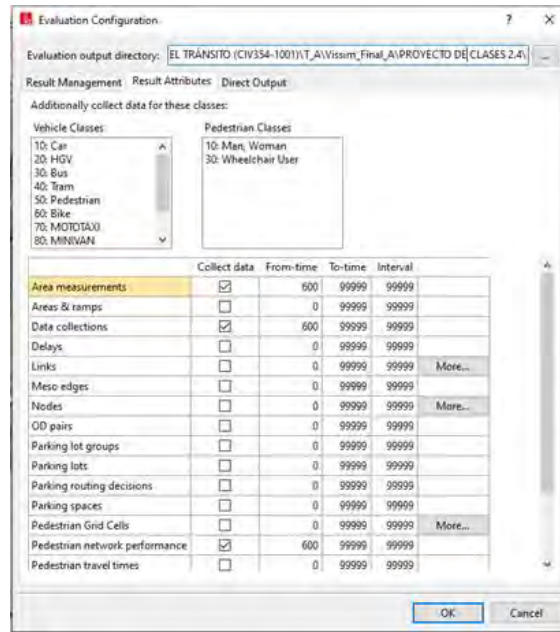 Evaluation Configuration ? ×
Evaluation output directory: EL TRÁNSITO (CIV354-1001)\T_A\Vissim_Final_A\PROYECTO DE CLASES 2.4\ ...
Result Management Result Attributes Direct Output
Additionally collect data for these classes:
Vehicle Classes Pedestrian Classes
10: Car 10: Man, Woman
20: HGV 30: Wheelchair User
30: Bus
40: Tram
50: Pedestrian
60: Bike
70: MOTOTAXI
80: MINIVAN
Collect data From-time To-time Interval
Area measurements 600 99999 99999
Areas & ramps 0 99999 99999
Data collections 600 99999 99999
Delays 0 99999 99999
Links 0 99999 99999 More...
Meso edges 0 99999 99999
Nodes 0 99999 99999 More...
OD pairs 0 99999 99999
Parking lot groups 0 99999 99999
Parking lots 0 99999 99999
Parking routing decisions 0 99999 99999
Parking spaces 0 99999 99999
Pedestrian Grid Cells 0 99999 99999 More...
Pedestrian network performance 600 99999 99999
Pedestrian travel times 0 99999 99999
OK Cancel